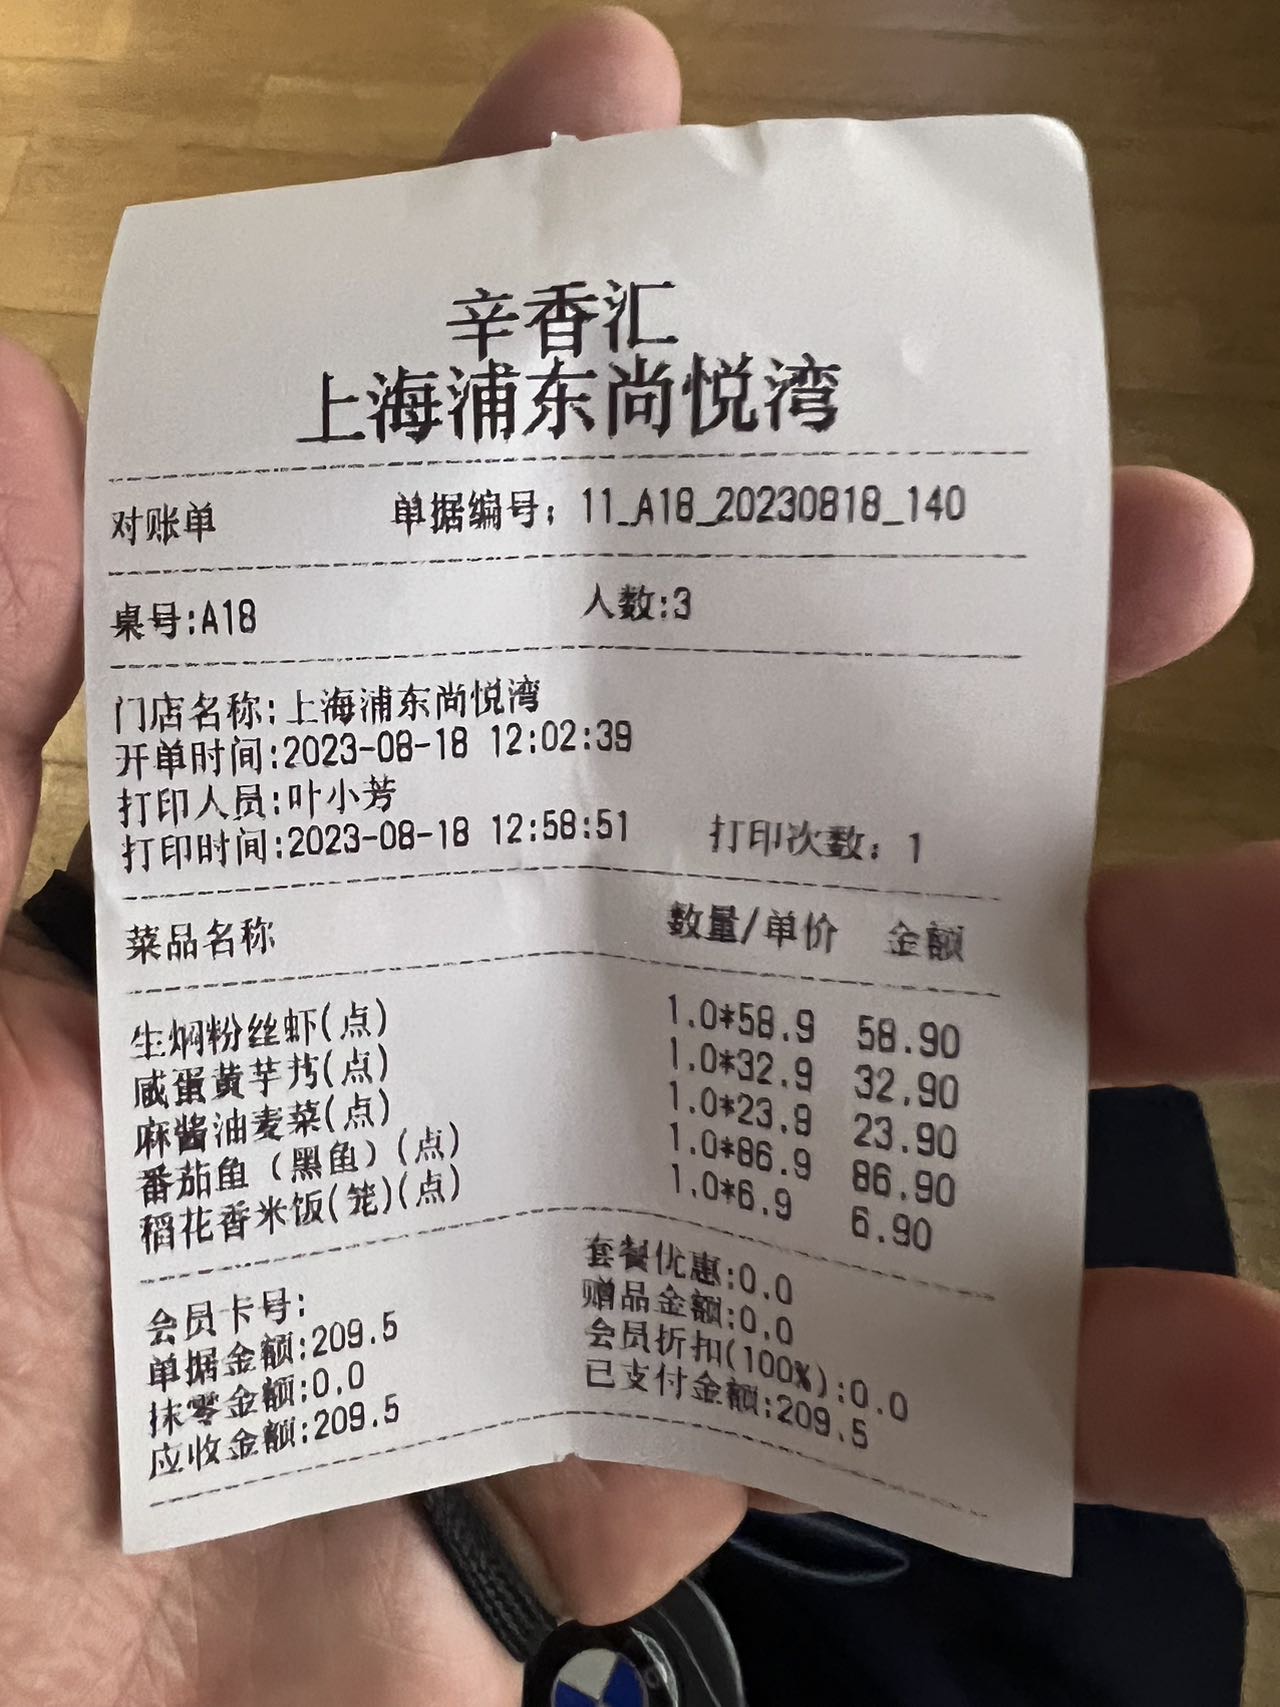 辛香汇
上海浦东尚悦湾
对账单 单据编号：11_A18_20230818_140
桌号:A18 人数:3
门店名称:上海浦东尚悦湾
开单时间:2023-08-18 12:02:39
打印人员:叶小芳
打印时间:2023-08-18 12:58:51 打印次数：1
菜品名称 数量/单价 金额
生焖粉丝虾(点) 1.0*58.9 58.90
咸蛋黄芋艿(点) 1.0*32.9 32.90
麻酱油麦菜(点) 1.0*23.9 23.90
番茄鱼（黑鱼）(点) 1.0*86.9 86.90
稻花香米饭(笼)(点) 1.0*6.9 6.90
会员卡号: 套餐优惠:0.0
单据金额:209.5 赠品金额:0.0
抹零金额:0.0 会员折扣(100%):0.0
应收金额:209.5 已支付金额:209.5